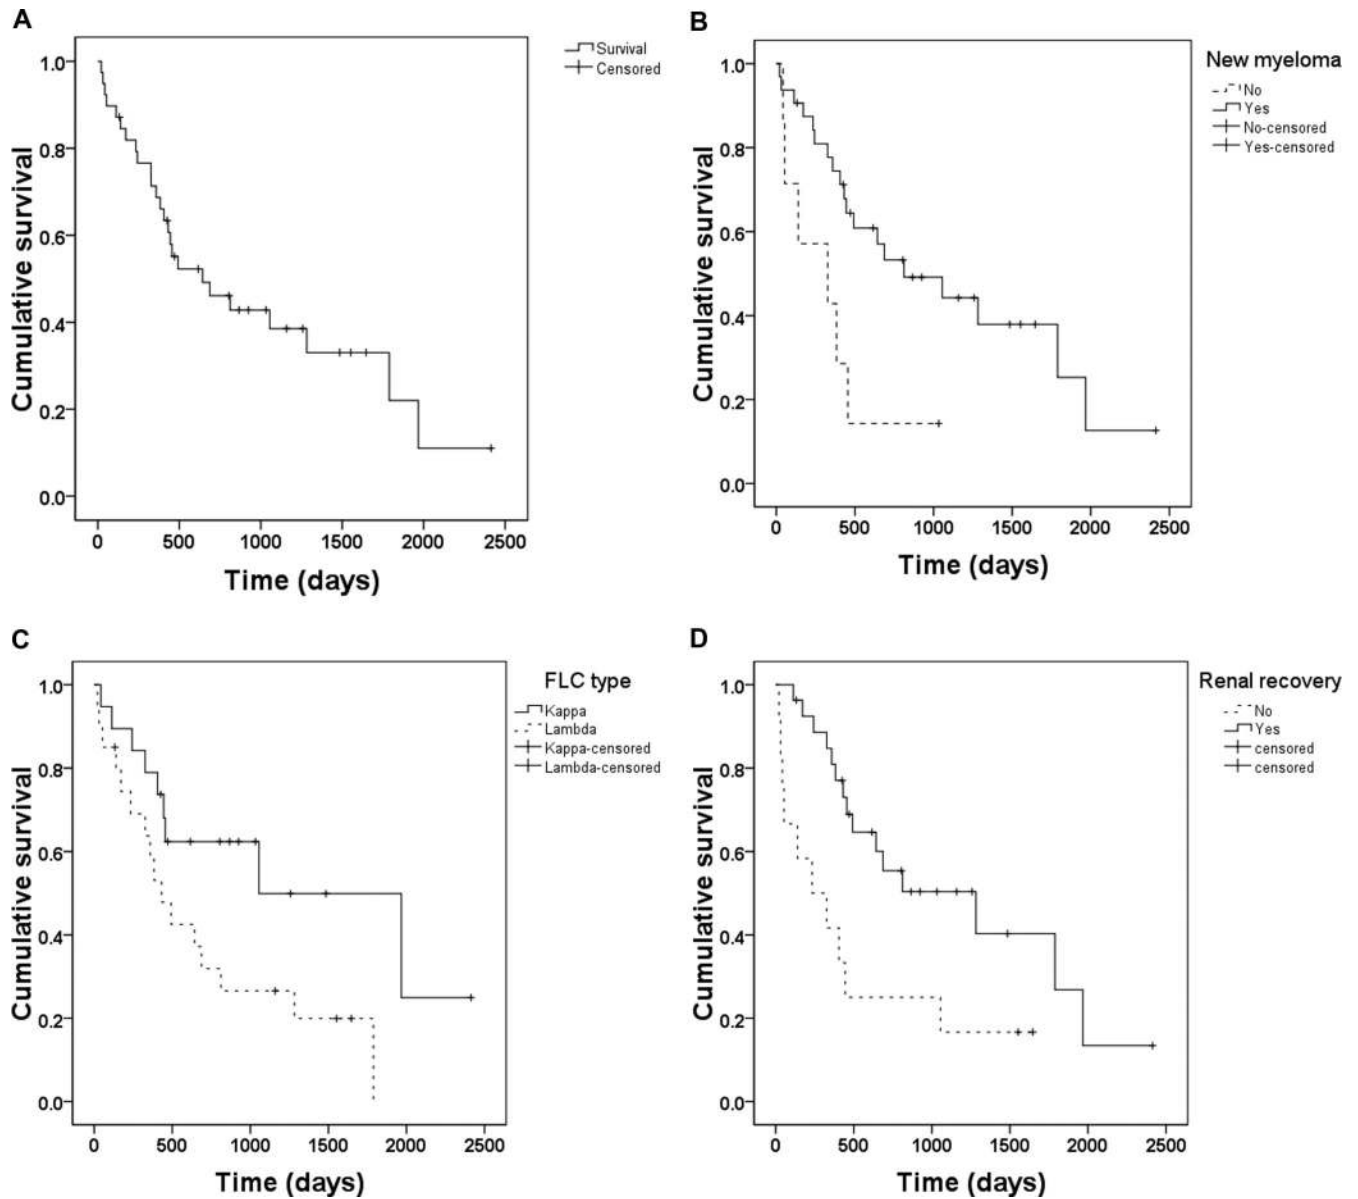 A
Survival
Censored
1.0
0.8
0.6
0.4
0.2
0.0
Cumulative survival
0 500 1000 1500 2000 2500
Time (days)
B
New myeloma
No
Yes
No-censored
Yes-censored
1.0
0.8
0.6
0.4
0.2
0.0
Cumulative survival
0 500 1000 1500 2000 2500
Time (days)
C
FLC type
Kappa
Lambda
Kappa-censored
Lambda-censored
1.0
0.8
0.6
0.4
0.2
0.0
Cumulative survival
0 500 1000 1500 2000 2500
Time (days)
D
Renal recovery
No
Yes
censored
censored
1.0
0.8
0.6
0.4
0.2
0.0
Cumulative survival
0 500 1000 1500 2000 2500
Time (days)